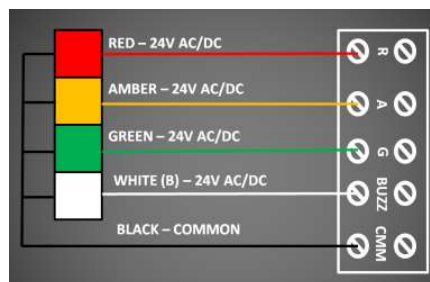 RED – 24V AC/DC
R
AMBER – 24V AC/DC
A
GREEN – 24V AC/DC
G
WHITE (B) – 24V AC/DC
BUZZ
BLACK – COMMON
CMM